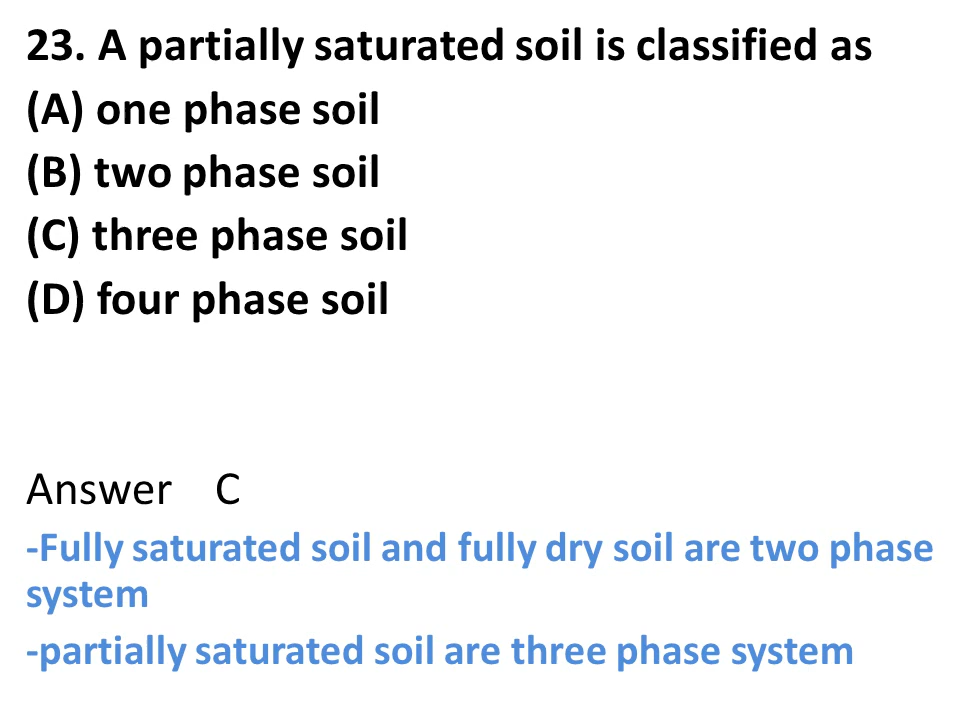 23. A partially saturated soil is classified as
(A) one phase soil
(B) two phase soil
(C) three phase soil
(D) four phase soil
Answer C
-Fully saturated soil and fully dry soil are two phase
system
-partially saturated soil are three phase system